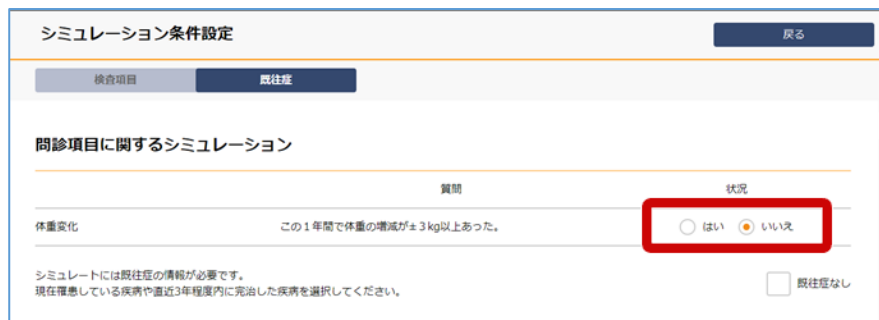 シミュレーション条件設定
戻る
検査項目
既往症
問診項目に関するシミュレーション
質問
状況
体重変化
この1年間で体重の増減が±3kg以上あった。
はい
いいえ
シミュレートには既往症の情報が必要です。
現在罹患している疾病や直近3年程度内に完治した疾病を選択してください。
既往症なし